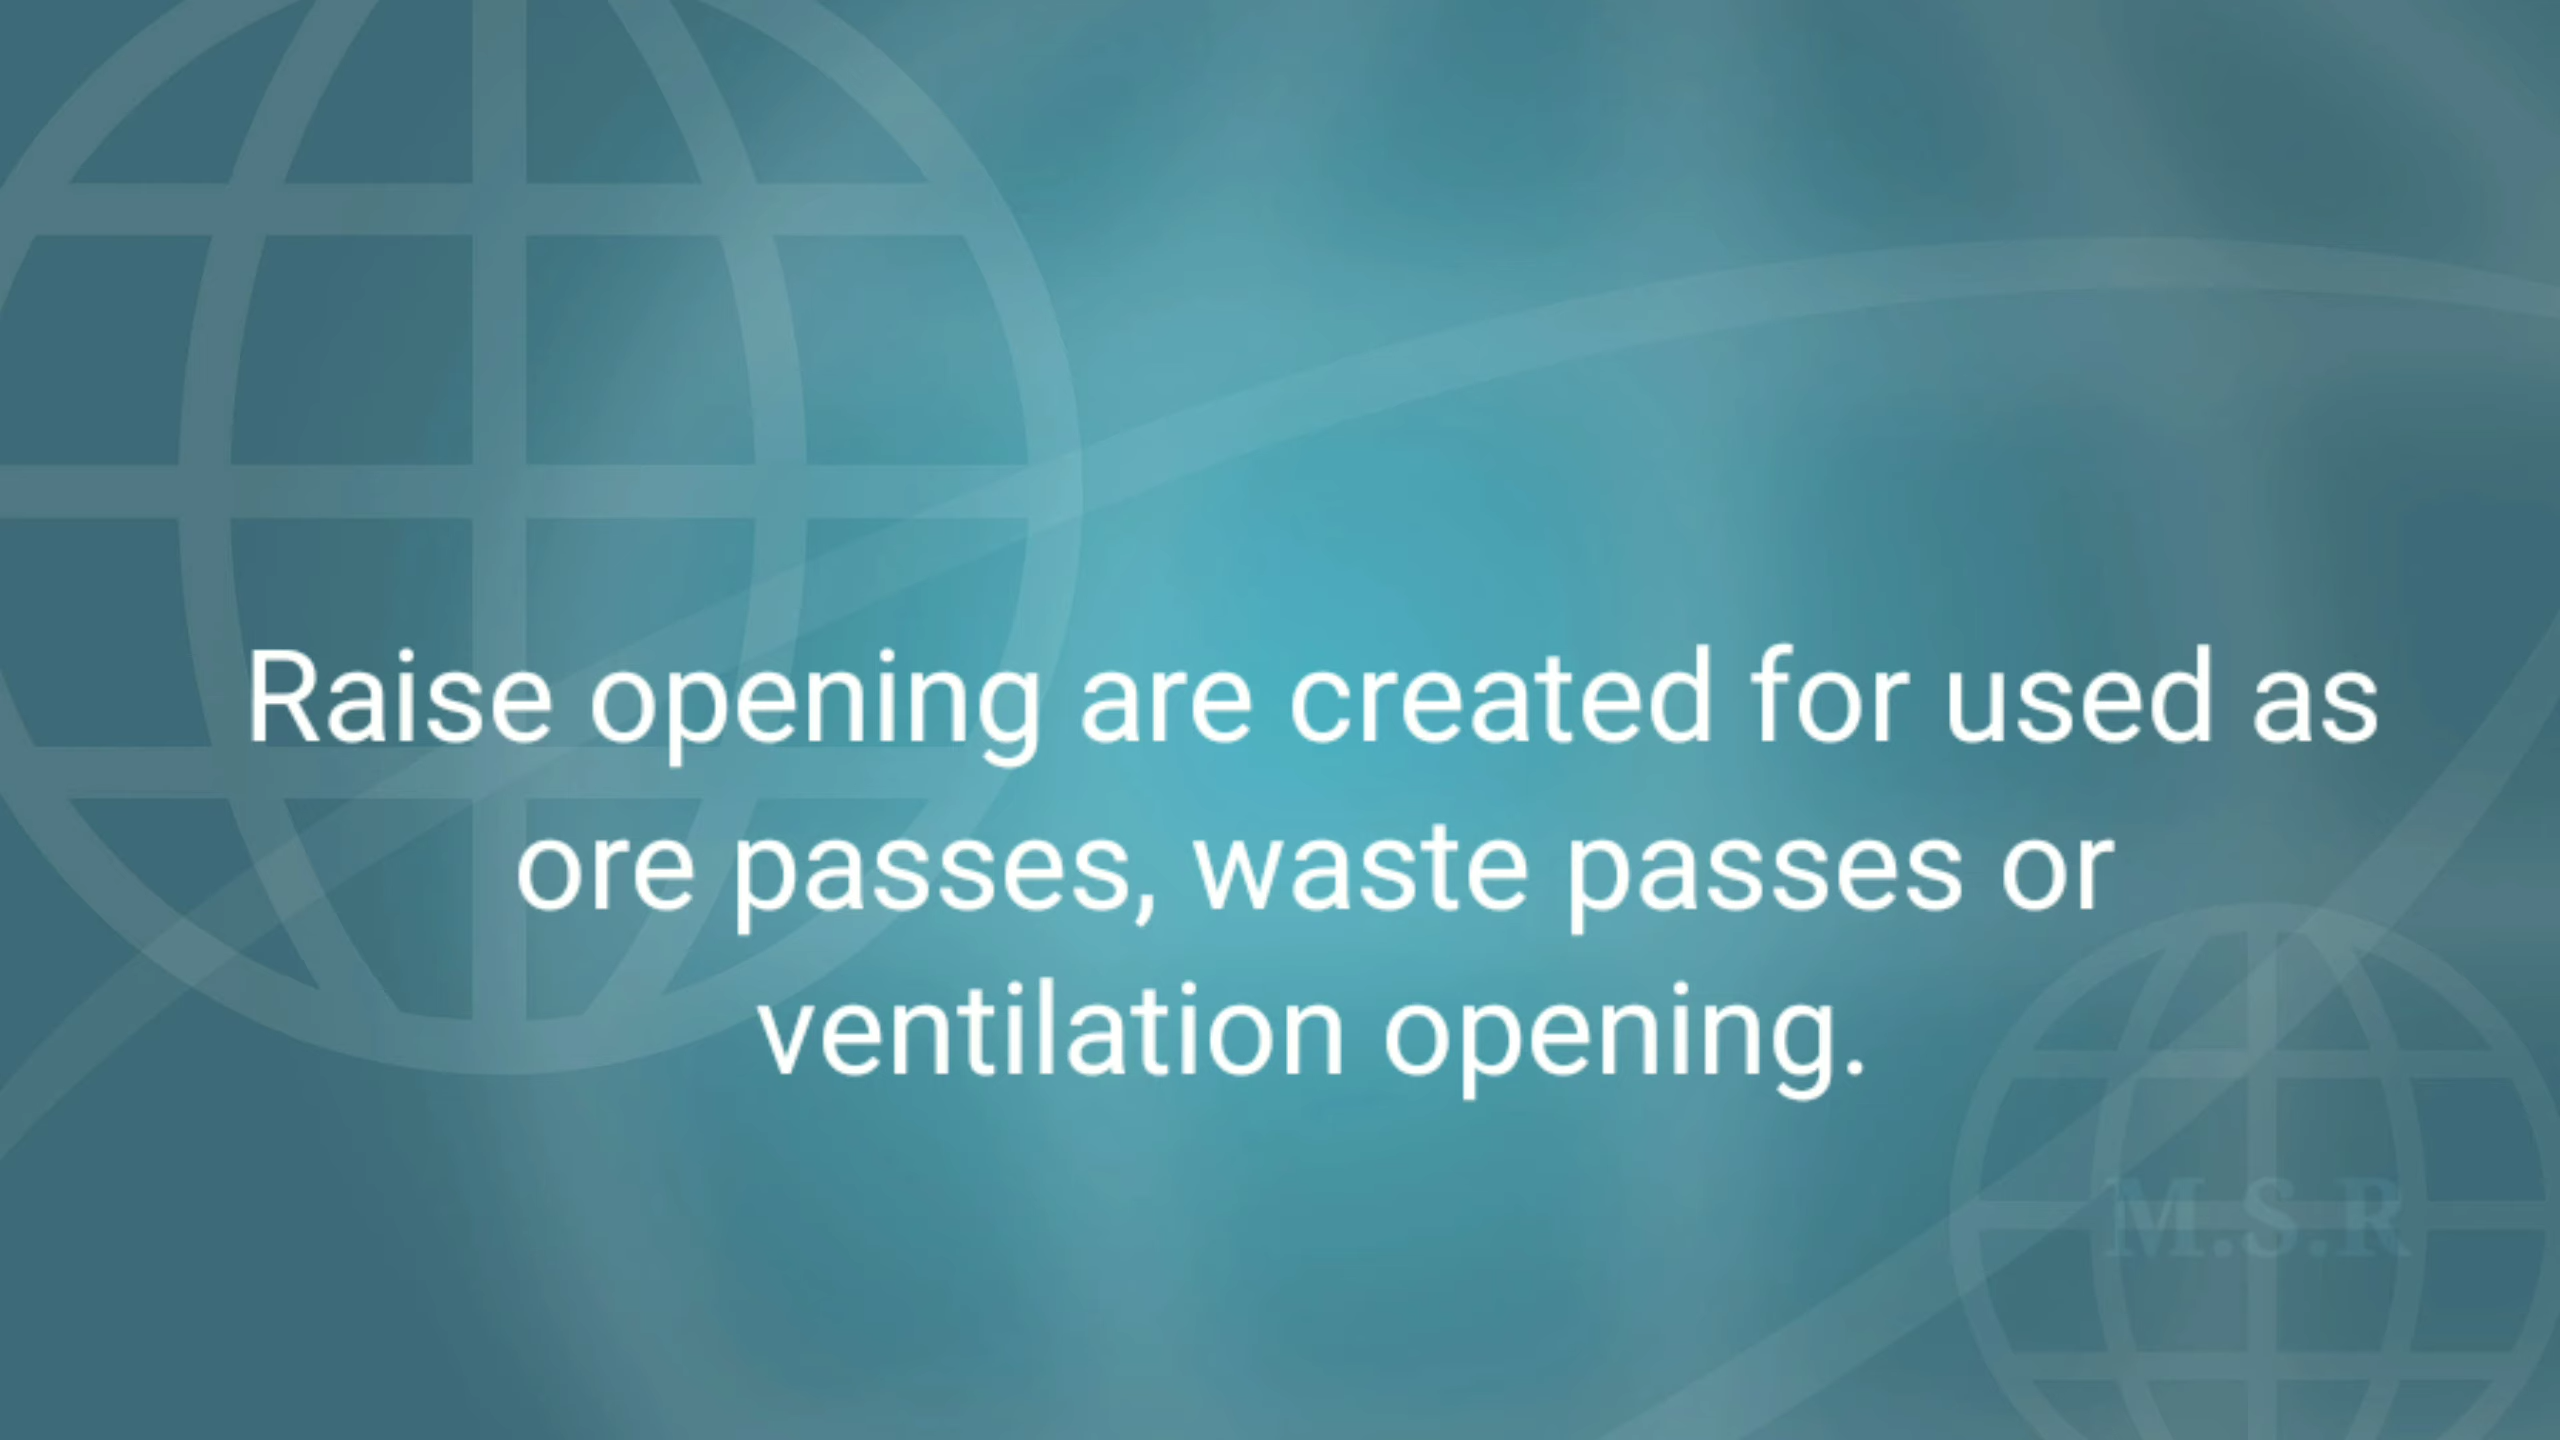 Raise opening are created for used as
ore passes, waste passes or
ventilation opening.
M.S.R